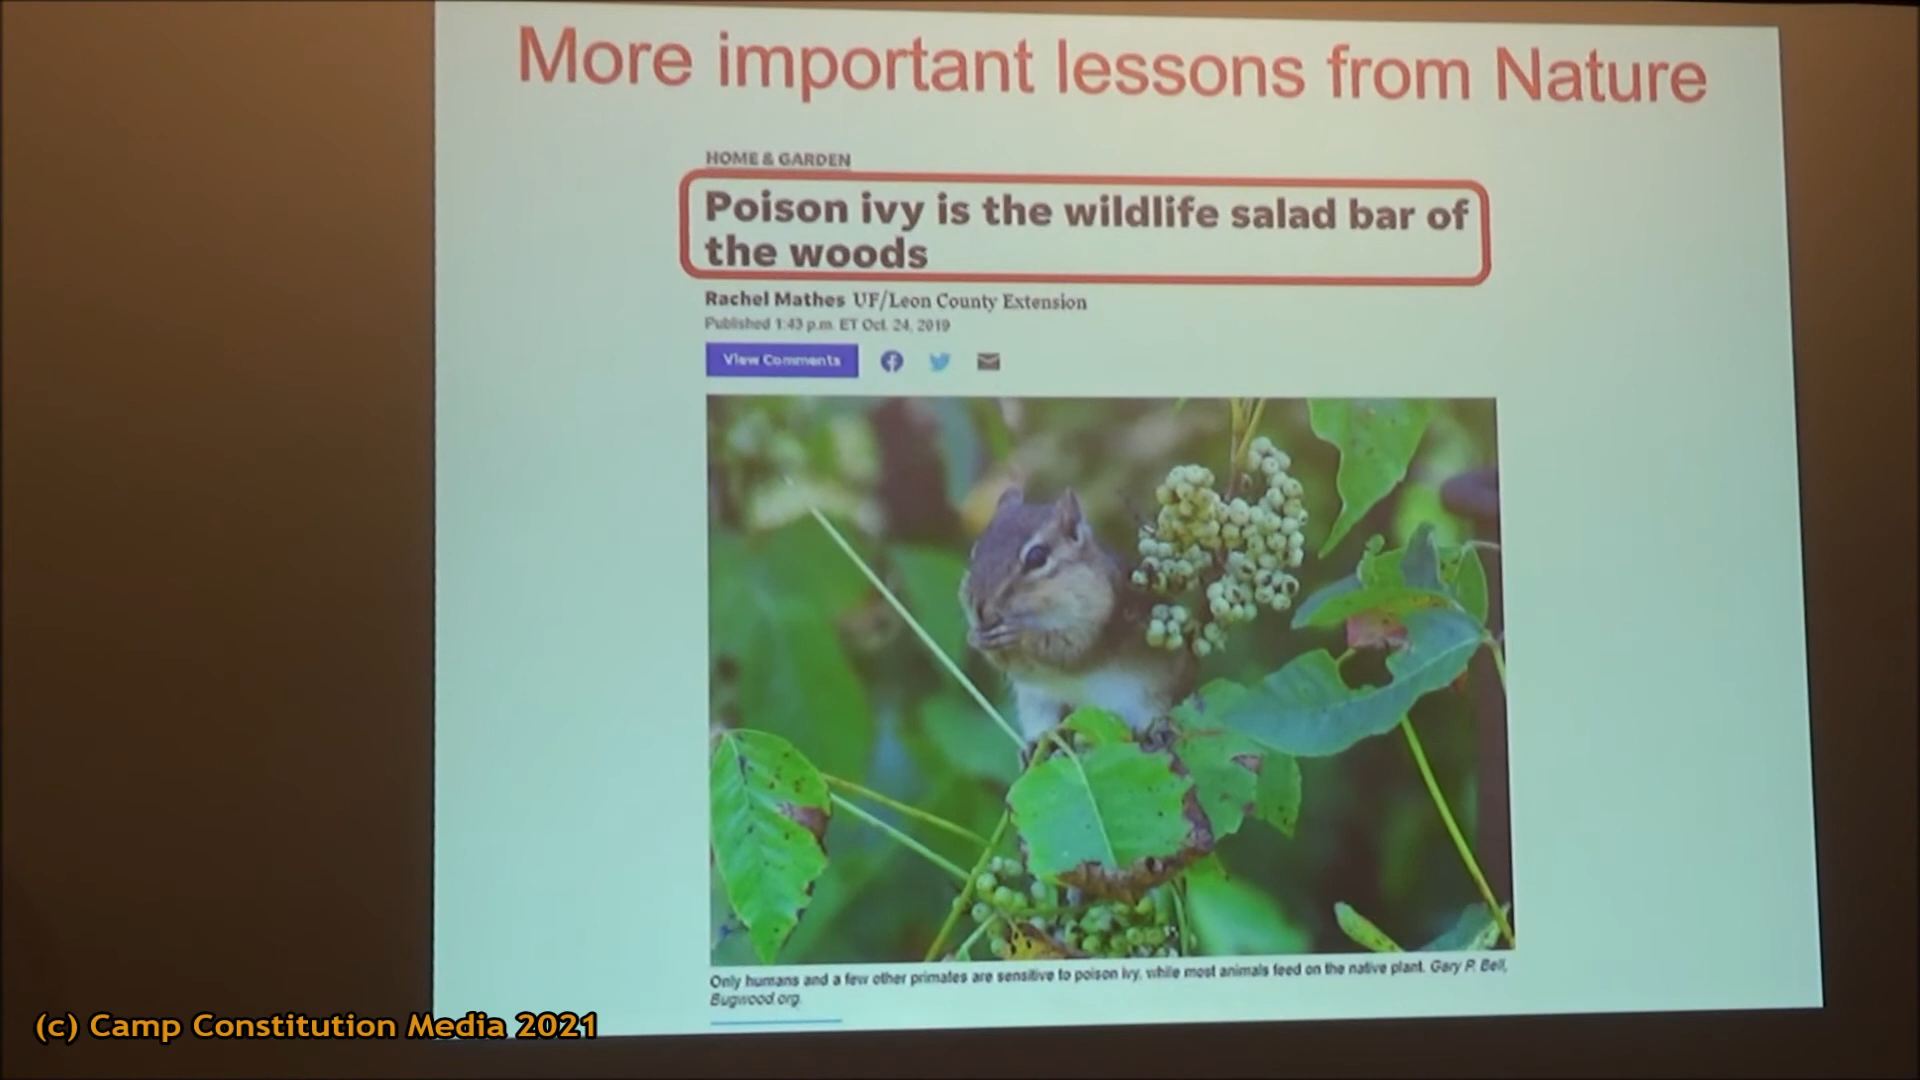 More important lessons from Nature
HOME & GARDEN
Poison ivy is the wildlife salad bar of
the woods
Rachel Mathes UF/Leon County Extension
Published 1:43 p.m. ET Oct. 24, 2019
View Comments
Only humans and a few other primates are sensitive to poison ivy, while most animals feed on the native plant. Gary P. Bell,
Bugwood.org
(c) Camp Constitution Media 2021